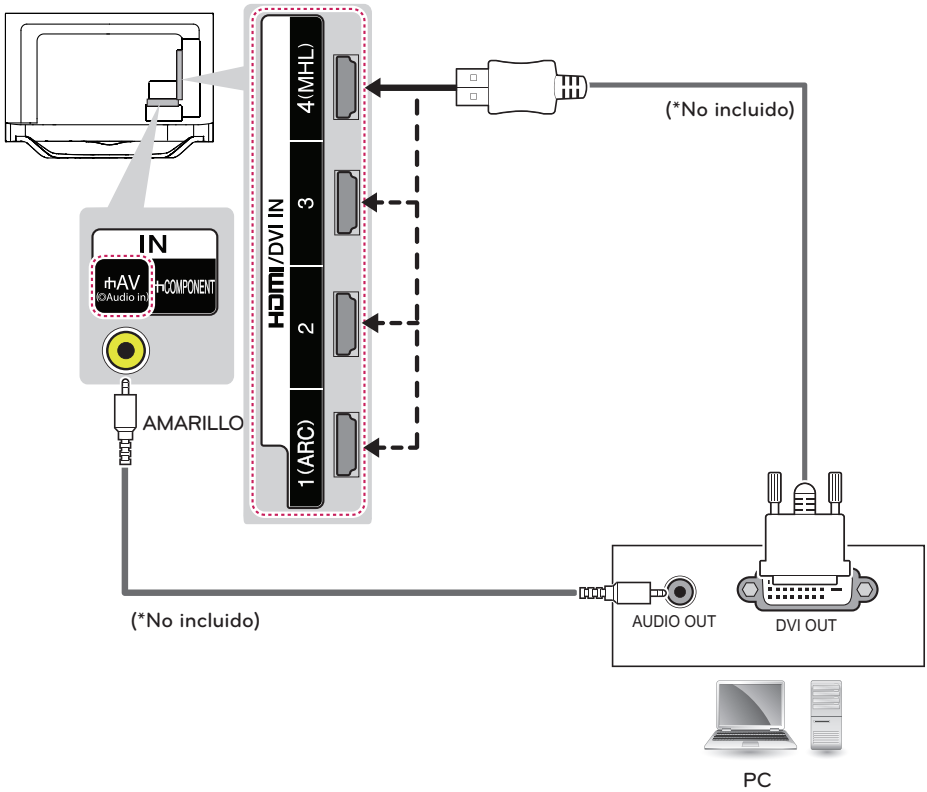 4(MHL)
3
2
1(ARC)
HDMI/DVI IN
(*No incluido)
IN
AV
(Audio in)
COMPONENT
AMARILLO
(*No incluido)
AUDIO OUT
DVI OUT
PC